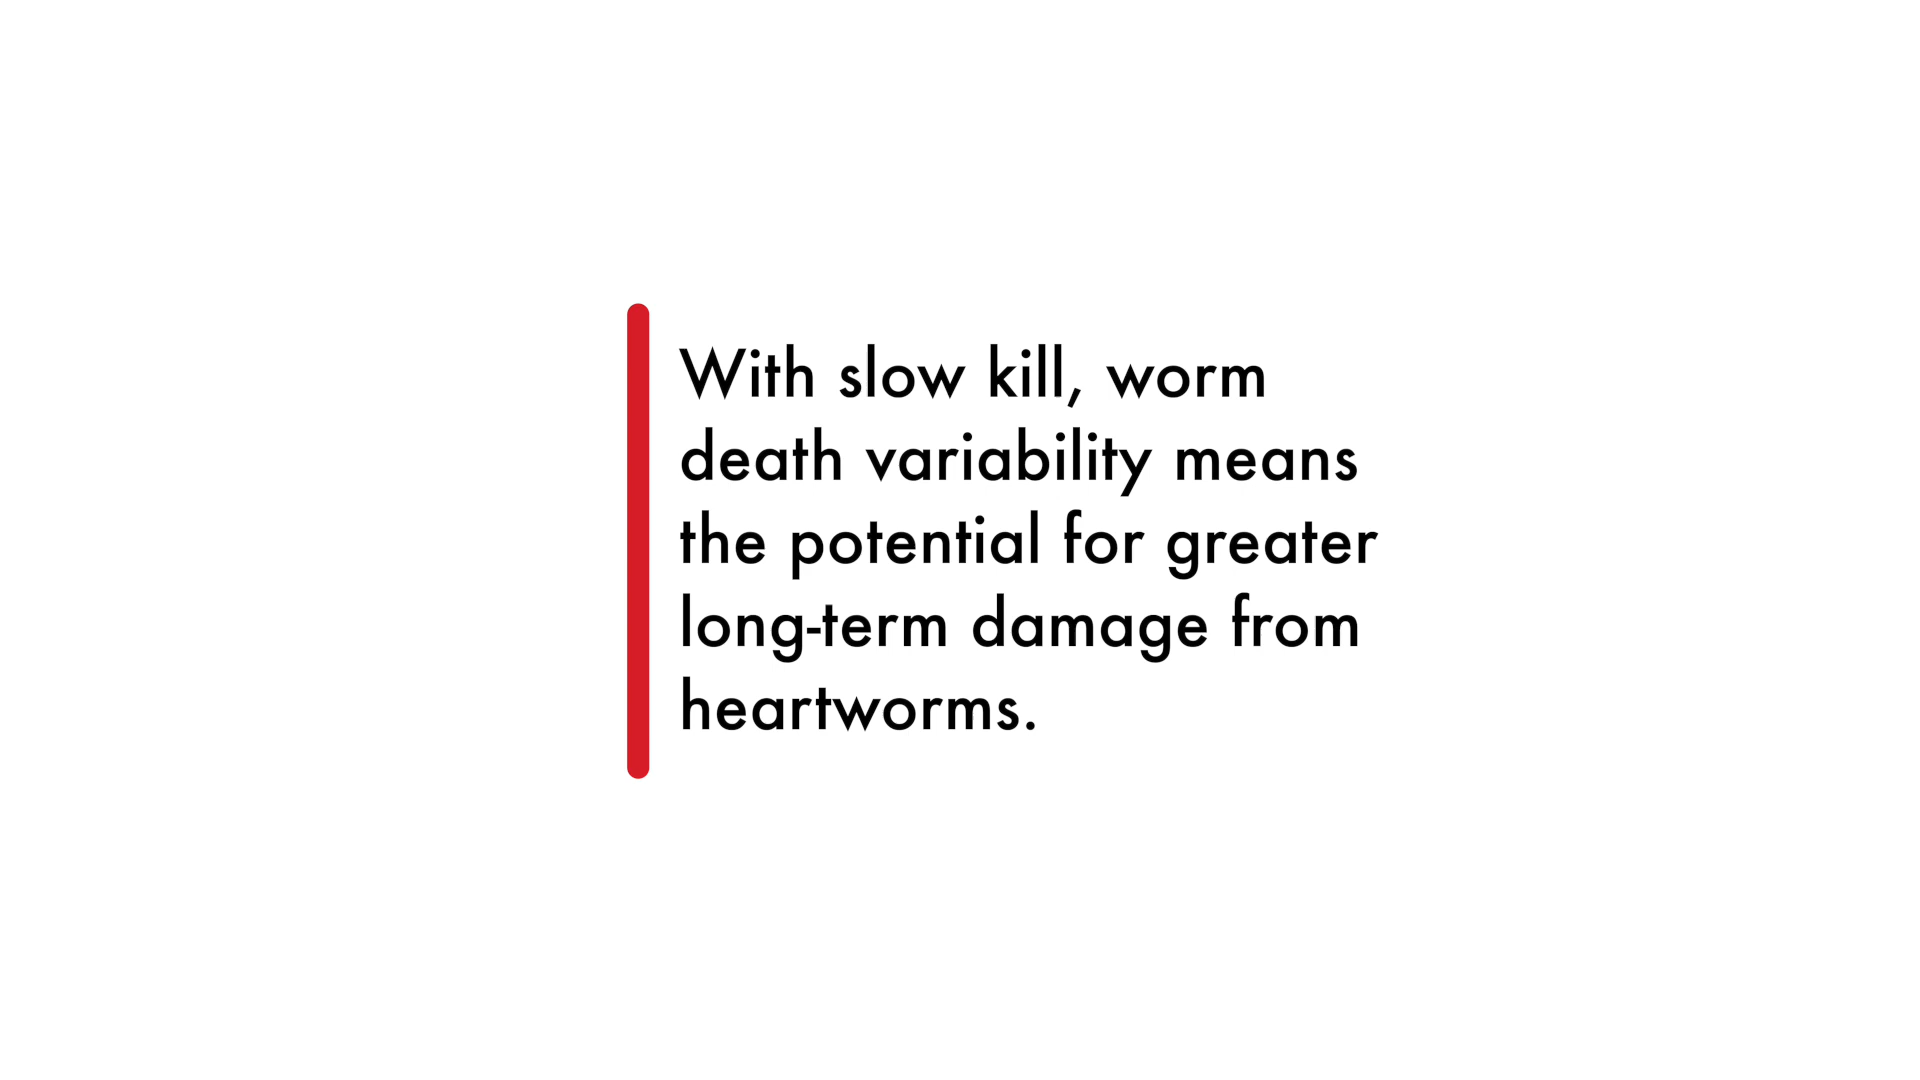 With slow kill, worm
death variability means
the potential for greater
long-term damage from
heartworms.